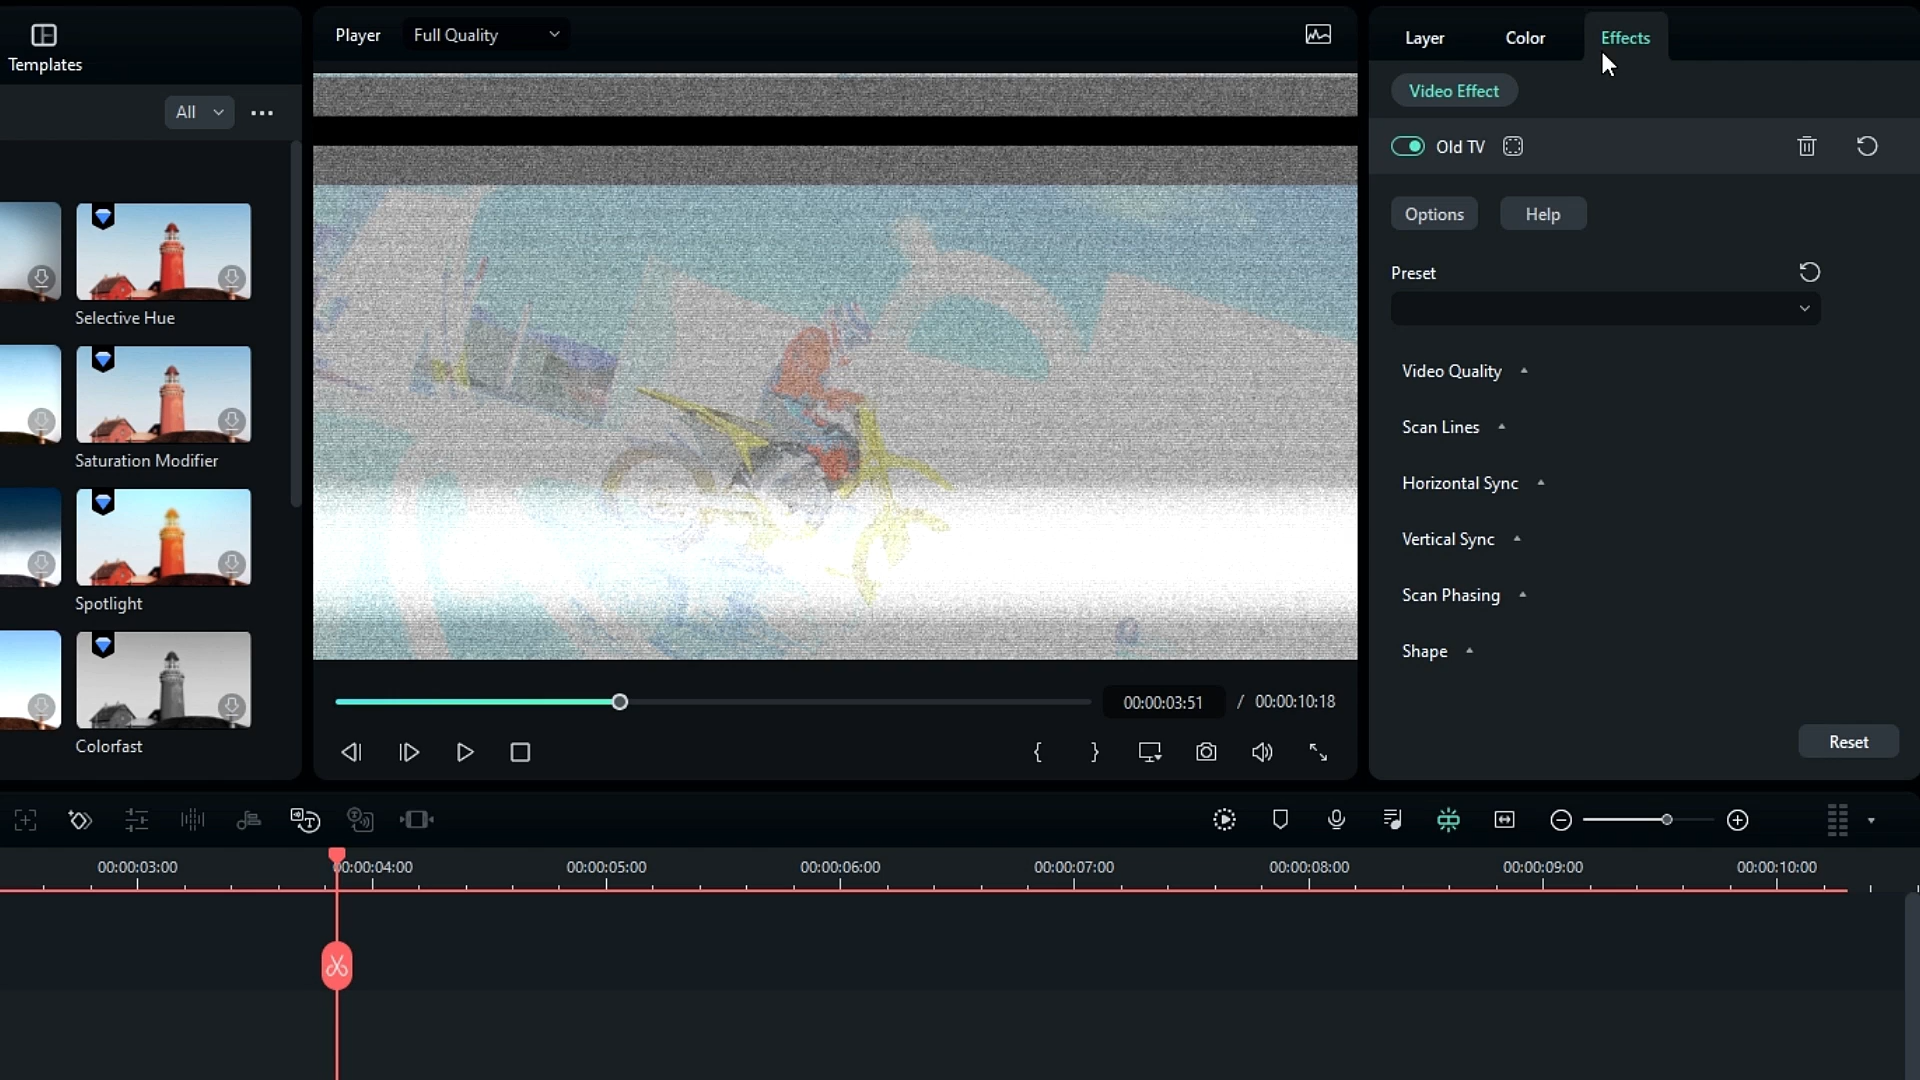 Templates
All
Selective Hue
Saturation Modifier
Spotlight
Colorfast
Player
Full Quality
00:00:03:51 / 00:00:10:18
Layer
Color
Effects
Video Effect
Old TV
Options
Help
Preset
Video Quality
Scan Lines
Horizontal Sync
Vertical Sync
Scan Phasing
Shape
Reset
00:00:03:00
00:00:04:00
00:00:05:00
00:00:06:00
00:00:07:00
00:00:08:00
00:00:09:00
00:00:10:00